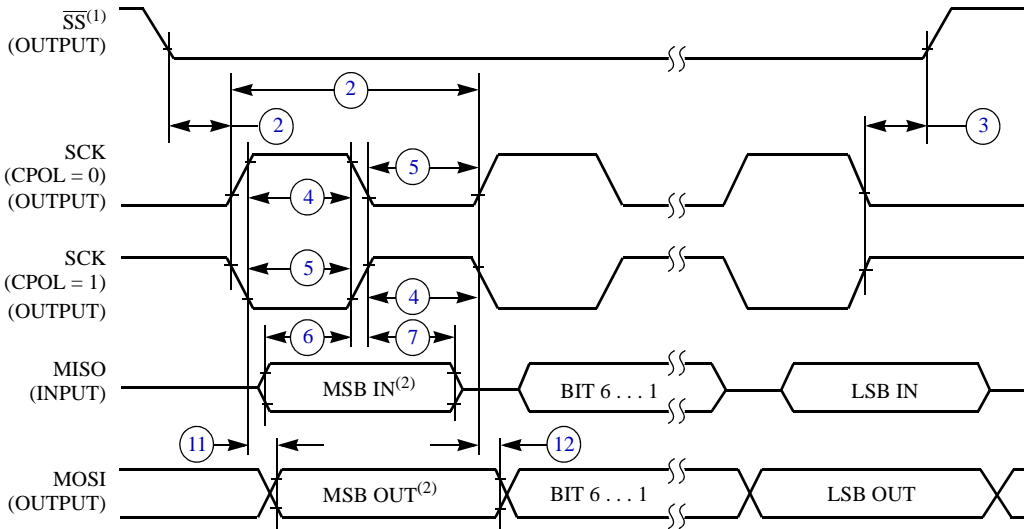 SS(1)
(OUTPUT)
2
2
3
SCK
(CPOL = 0)
(OUTPUT)
5
4
SCK
(CPOL = 1)
(OUTPUT)
5
4
6
7
MISO
(INPUT)
MSB IN(2)
BIT 6 . . . 1
LSB IN
11
12
MOSI
(OUTPUT)
MSB OUT(2)
BIT 6 . . . 1
LSB OUT